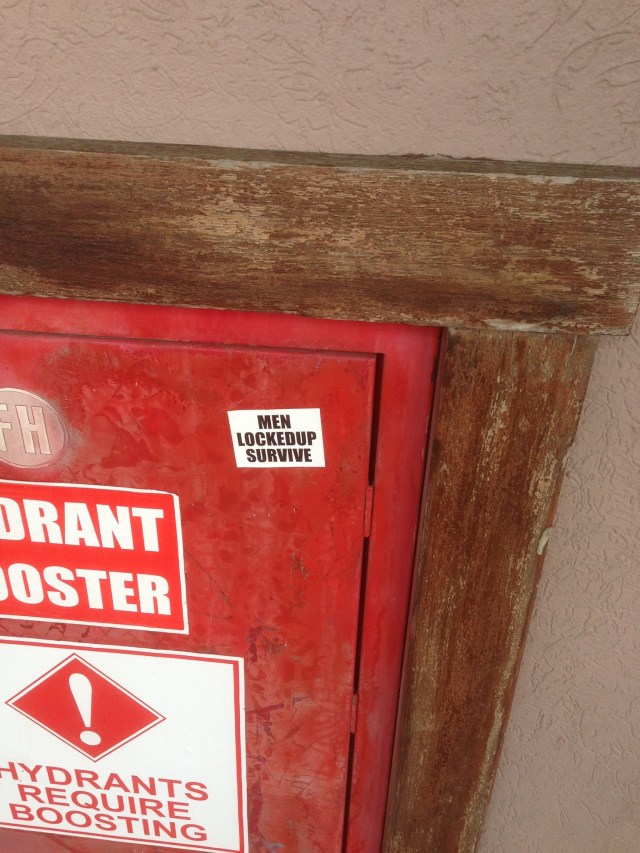 MEN
LOCKEDUP
SURVIVE
FH
DRANT
OOSTER
HYDRANTS
REQUIRE
BOOSTING